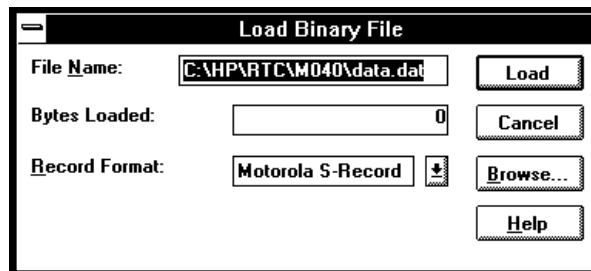 Load Binary File
File Name: C:\HP\RTC\M040\data.dat Load
Bytes Loaded: 0 Cancel
Record Format: Motorola S-Record Browse...
Help